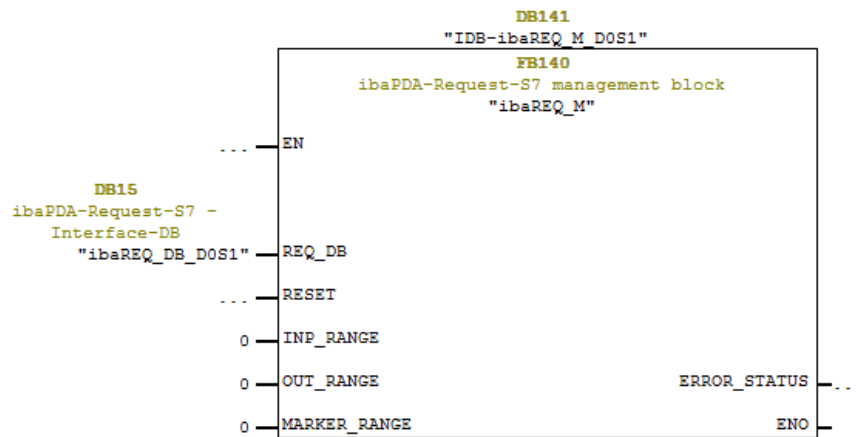 DB141
"IDB-ibaREQ_M_D0S1"
FB140
ibaPDA-Request-S7 management block
"ibaREQ_M"
... EN
DB15
ibaPDA-Request-S7 -
Interface-DB
"ibaREQ_DB_D0S1" REQ_DB
... RESET
0 INP_RANGE
0 OUT_RANGE ERROR_STATUS ..
0 MARKER_RANGE ENO